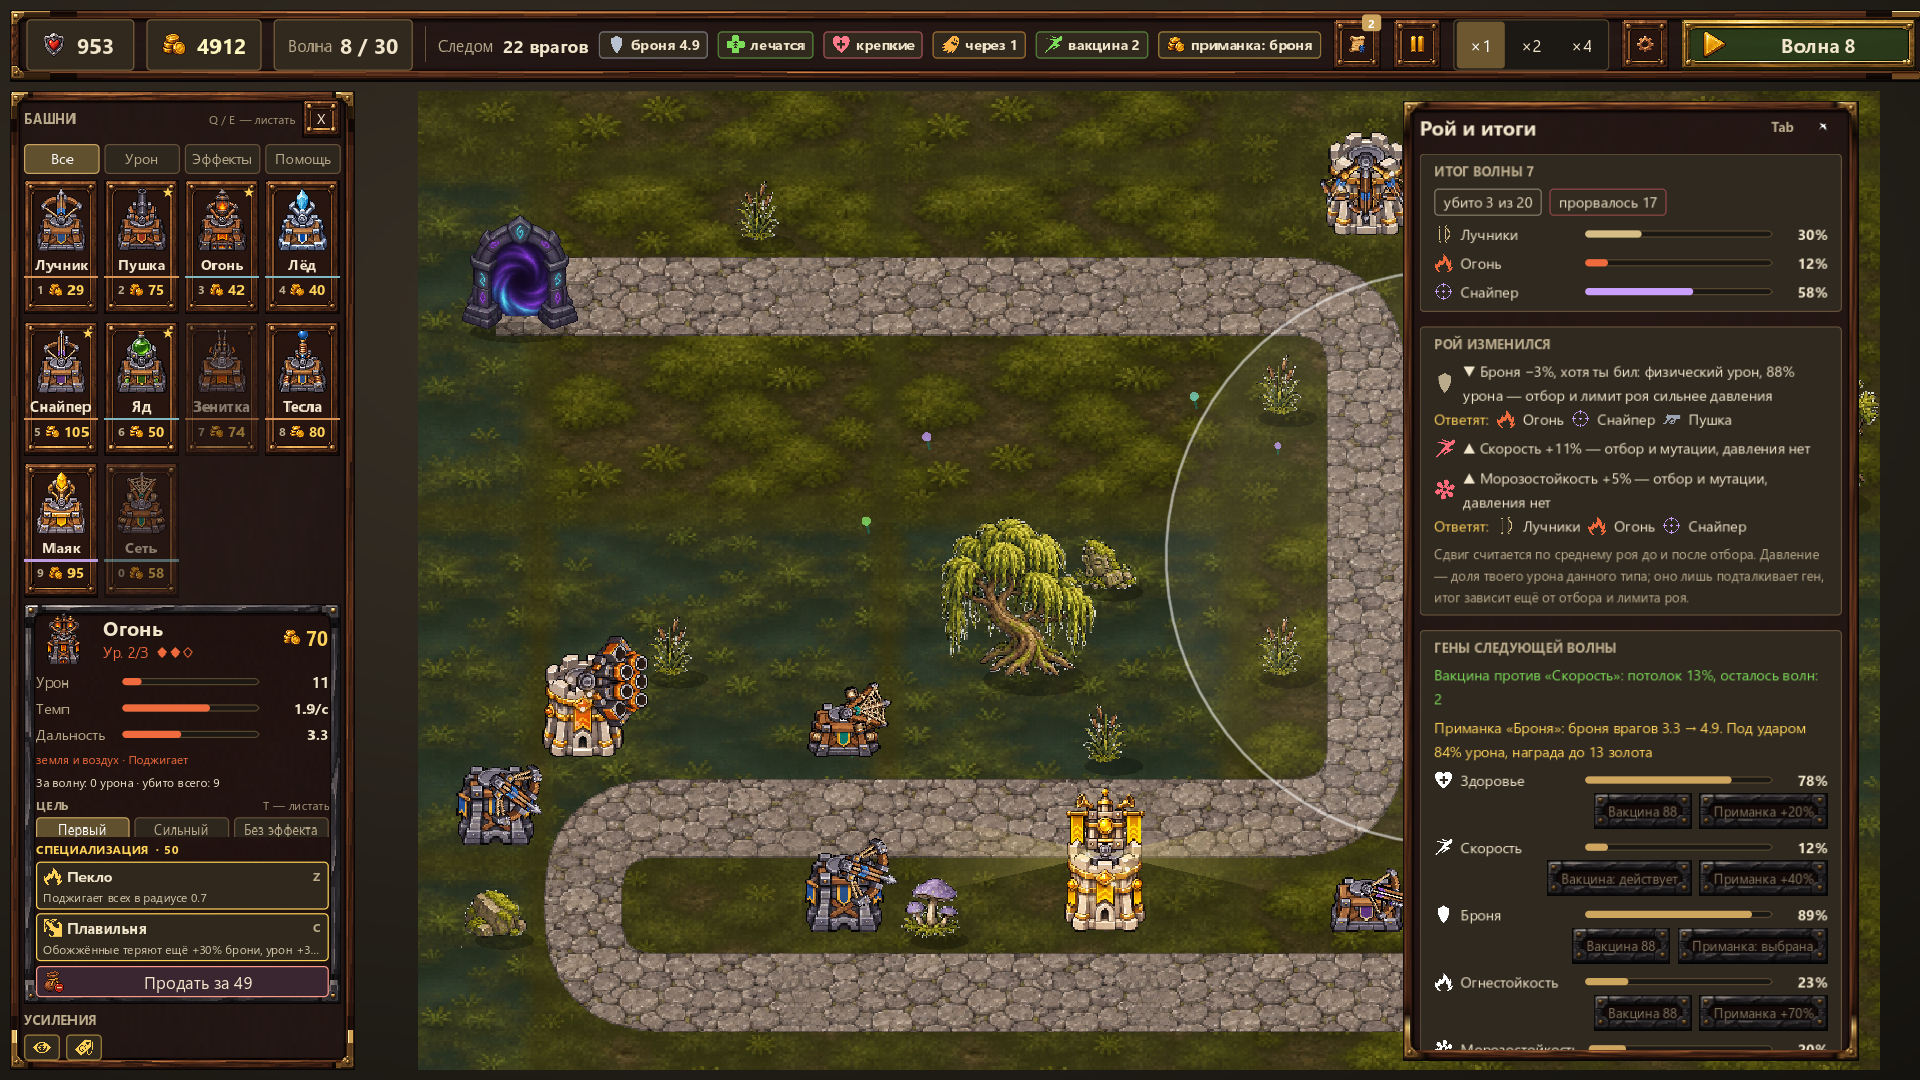 953
4912
Волна 8 / 30
Следом 22 врагов
броня 4.9
лечатся
крепкие
через 1
вакцина 2
приманка: броня
2
×1
×2
×4
Волна 8
БАШНИ
Q / E — листать
X
Все
Урон
Эффекты
Помощь
Лучник
Пушка
Огонь
Лёд
1 29
2 75
3 42
4 40
Снайпер
Яд
Зенитка
Тесла
5 105
6 50
7 74
8 80
Маяк
Сеть
9 95
0 58
Огонь
70
Ур. 2/3
Урон 11
Темп 1.9/с
Дальность 3.3
земля и воздух · Поджигает
За волну: 0 урона · убито всего: 9
ЦЕЛЬ
T — листать
Первый
Сильный
Без эффекта
СПЕЦИАЛИЗАЦИЯ · 50
Пекло Z
Поджигает всех в радиусе 0.7
Плавильня C
Обожжённые теряют ещё +30% брони, урон +3...
Продать за 49
УСИЛЕНИЯ
Рой и итоги
Tab
ИТОГ ВОЛНЫ 7
убито 3 из 20
прорвалось 17
Лучники 30%
Огонь 12%
Снайпер 58%
РОЙ ИЗМЕНИЛСЯ
▼ Броня −3%, хотя ты бил: физический урон, 88%
урона — отбор и лимит роя сильнее давления
Ответят: Огонь Снайпер Пушка
▲ Скорость +11% — отбор и мутации, давления нет
▲ Морозостойкость +5% — отбор и мутации,
давления нет
Ответят: Лучники Огонь Снайпер
Сдвиг считается по среднему роя до и после отбора. Давление
— доля твоего урона данного типа; оно лишь подталкивает ген,
итог зависит ещё от отбора и лимита роя.
ГЕНЫ СЛЕДУЮЩЕЙ ВОЛНЫ
Вакцина против «Скорость»: потолок 13%, осталось волн:
2
Приманка «Броня»: броня врагов 3.3 → 4.9. Под ударом
84% урона, награда до 13 золота
Здоровье 78%
Вакцина 88
Приманка +20%
Скорость 12%
Вакцина: действует
Приманка +40%
Броня 89%
Вакцина 88
Приманка: выбрана
Огнестойкость 23%
Вакцина 88
Приманка +70%
Морозостойкость 20%